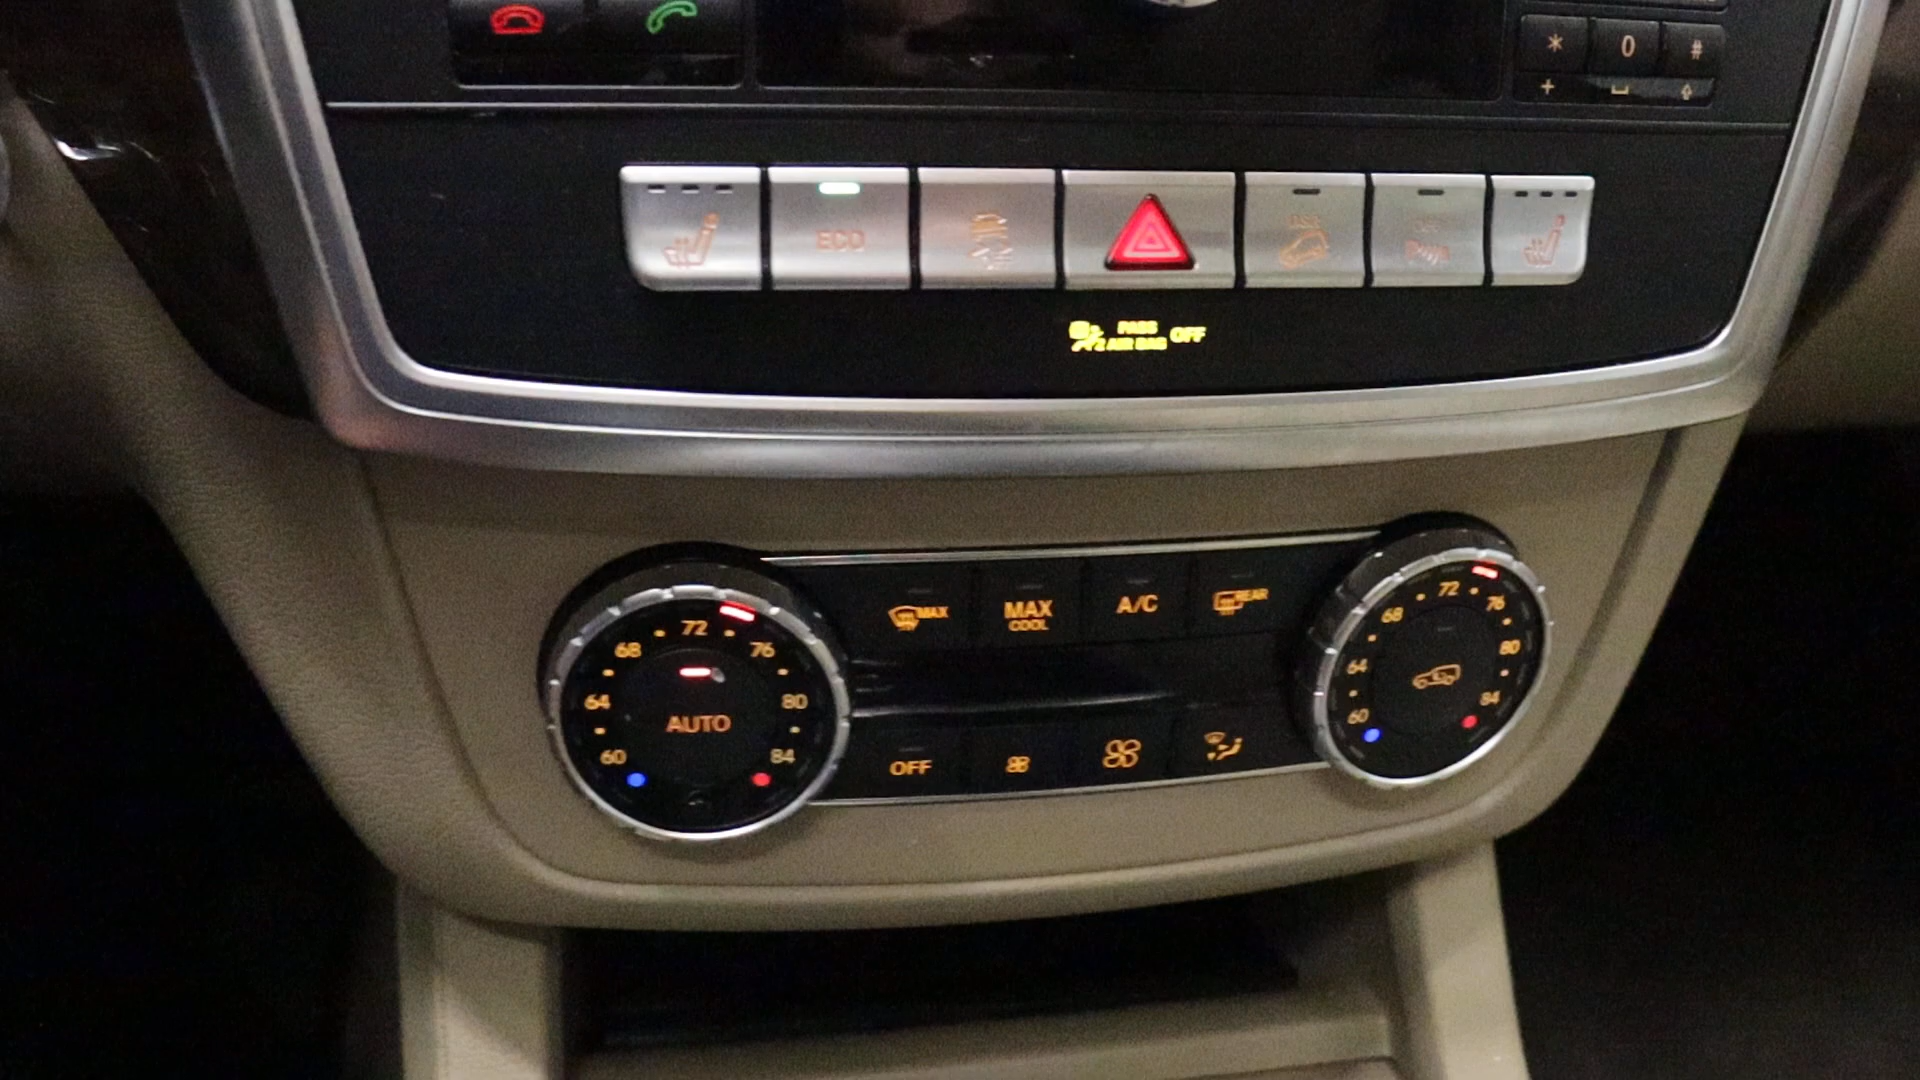 * 0 #
+
ECO
PASS
AIR BAG OFF
MAX
MAX
COOL
A/C
REAR
60 64 68 72 76 80 84
AUTO
60 64 68 72 76 80 84
OFF